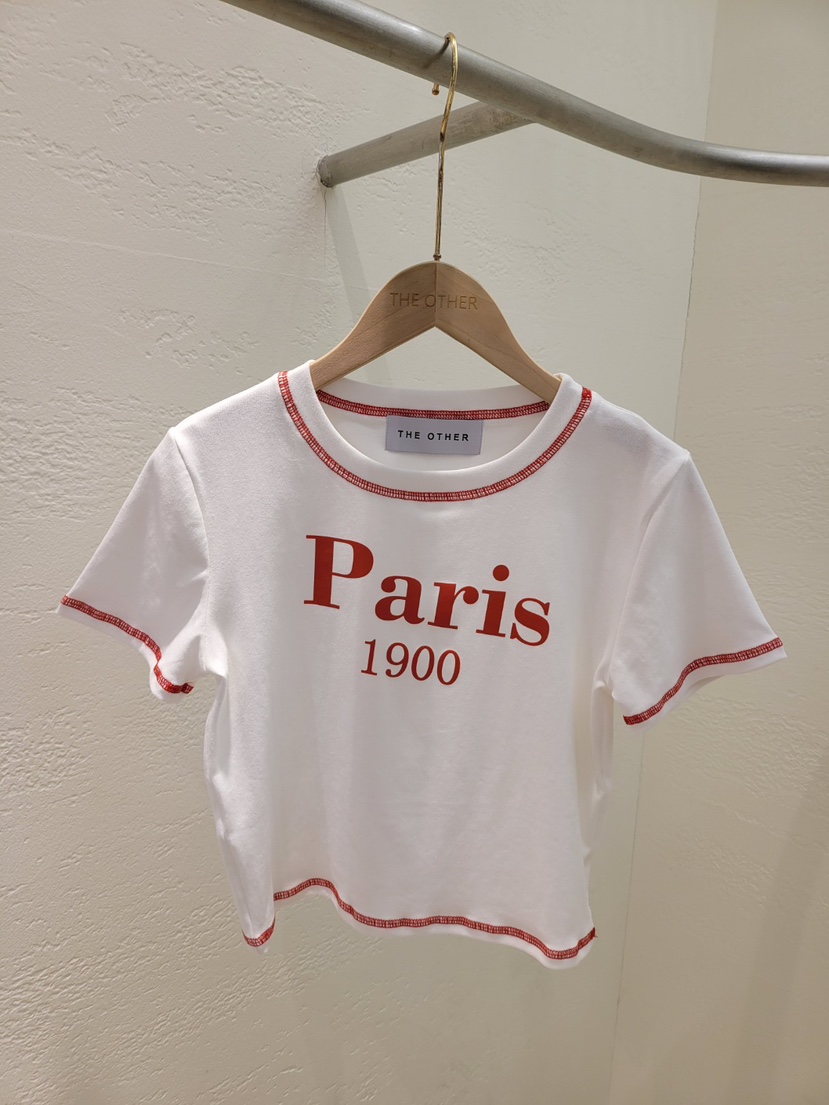 THE OTHER
THE OTHER
Paris
1900